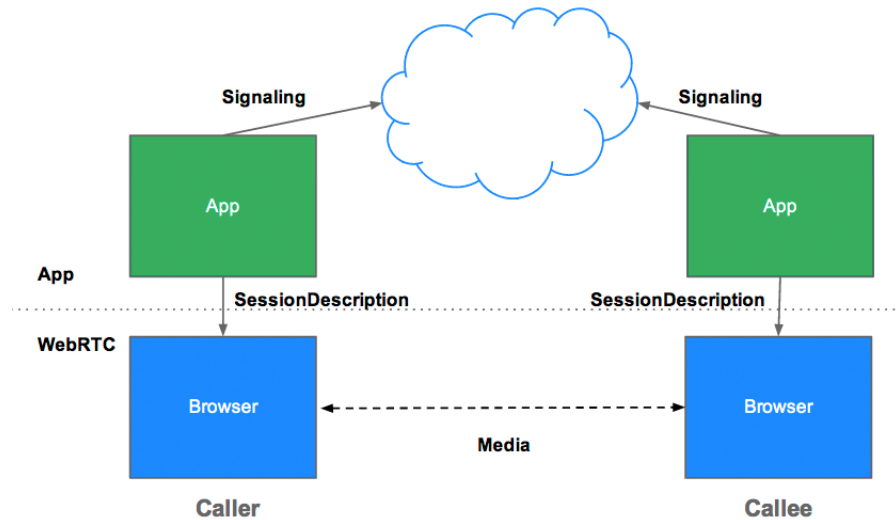 Signaling
Signaling
App
App
App
SessionDescription
SessionDescription
WebRTC
Browser
Browser
Media
Caller
Callee